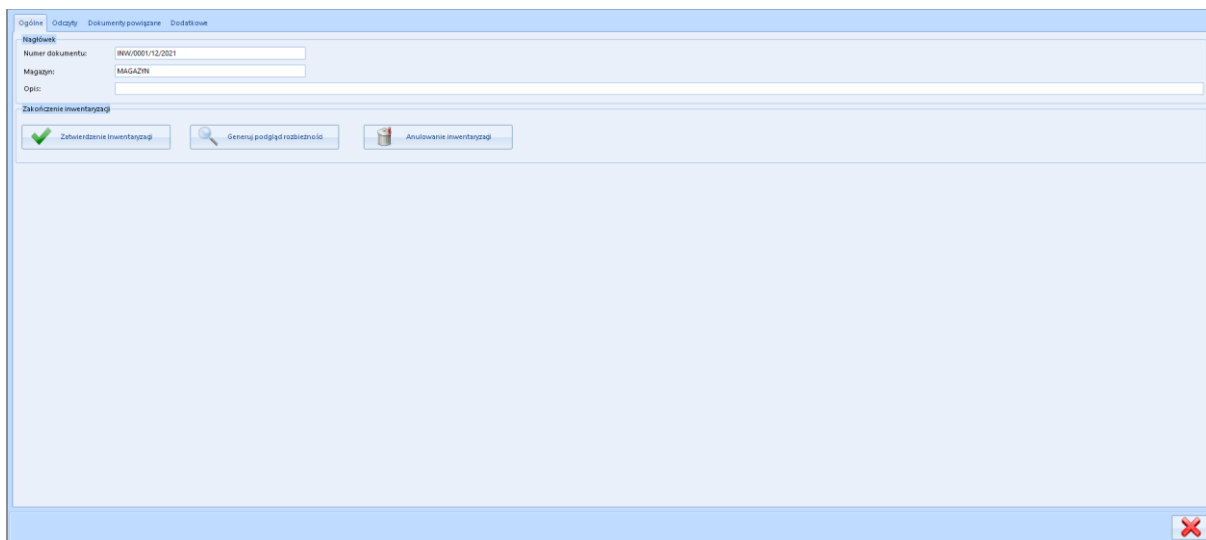 Ogólne Odczyty Dokumenty powiązane Dodatkowe
Nagłówek
Numer dokumentu: INW/0001/12/2021
Magazyn: MAGAZYN
Opis:
Zakończenie inwentaryzacji
Zatwierdzenie inwentaryzacji Generuj podgląd rozbieżności Anulowanie inwentaryzacji